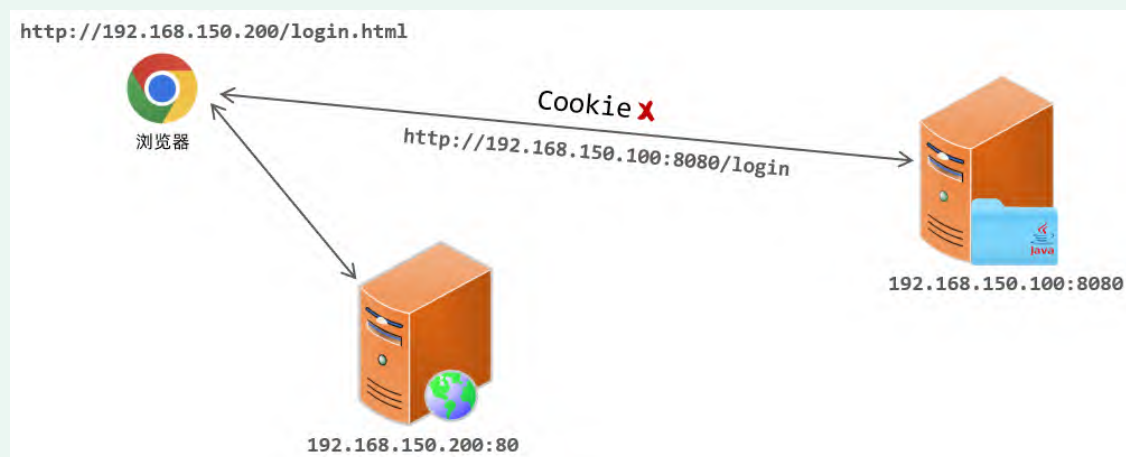 http://192.168.150.200/login.html
浏览器
Cookie X
http://192.168.150.100:8080/login
Java
192.168.150.100:8080
192.168.150.200:80